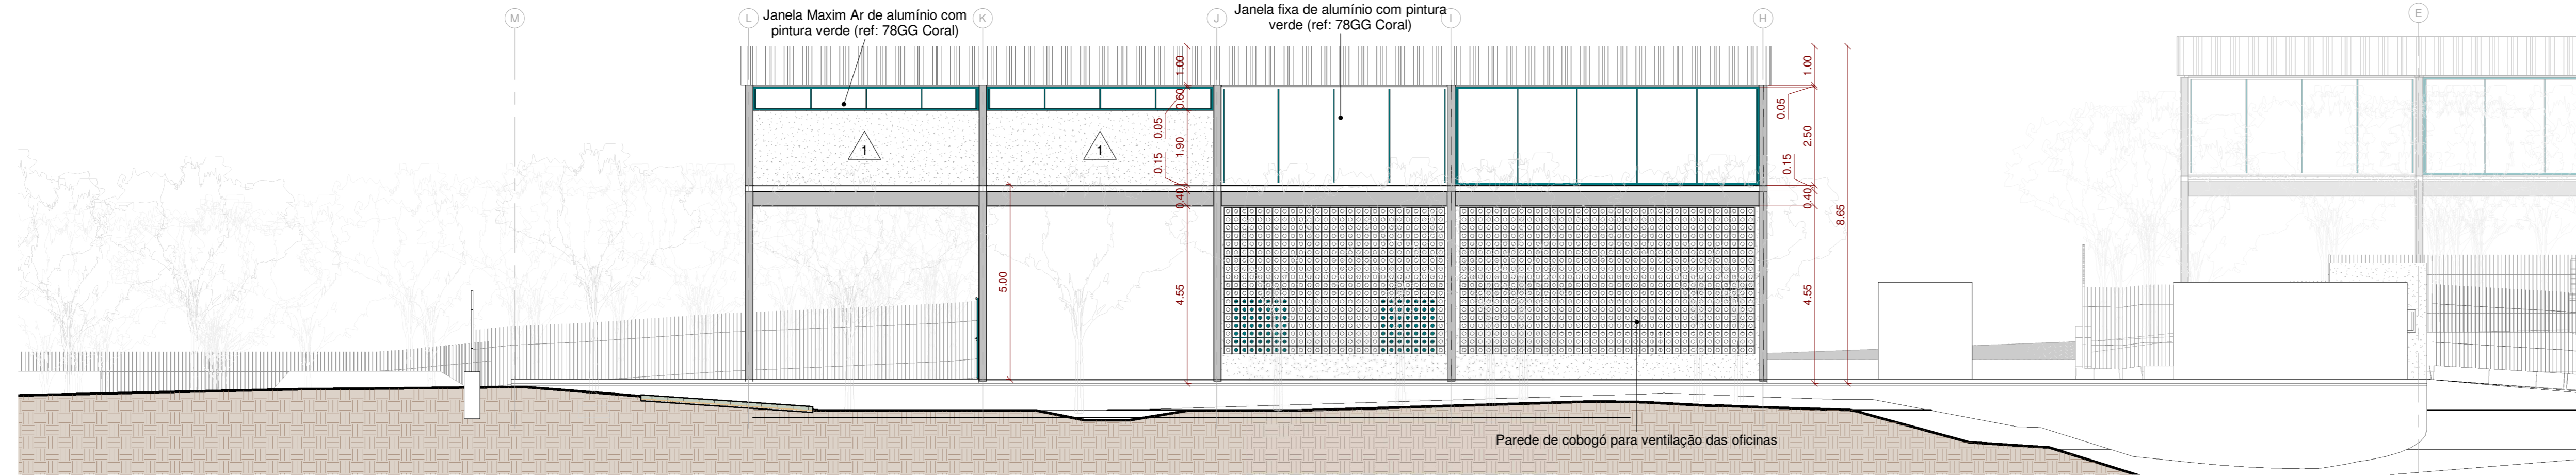 M
L
Janela Maxim Ar de alumínio com
pintura verde (ref: 78GG Coral)
K
J
Janela fixa de alumínio com pintura
verde (ref: 78GG Coral)
I
H
E
1.00
0.60
0.05
1.90
0.15
0.40
4.55
5.00
1
1
1.00
0.05
2.50
0.15
0.40
4.55
8.65
Parede de cobogó para ventilação das oficinas